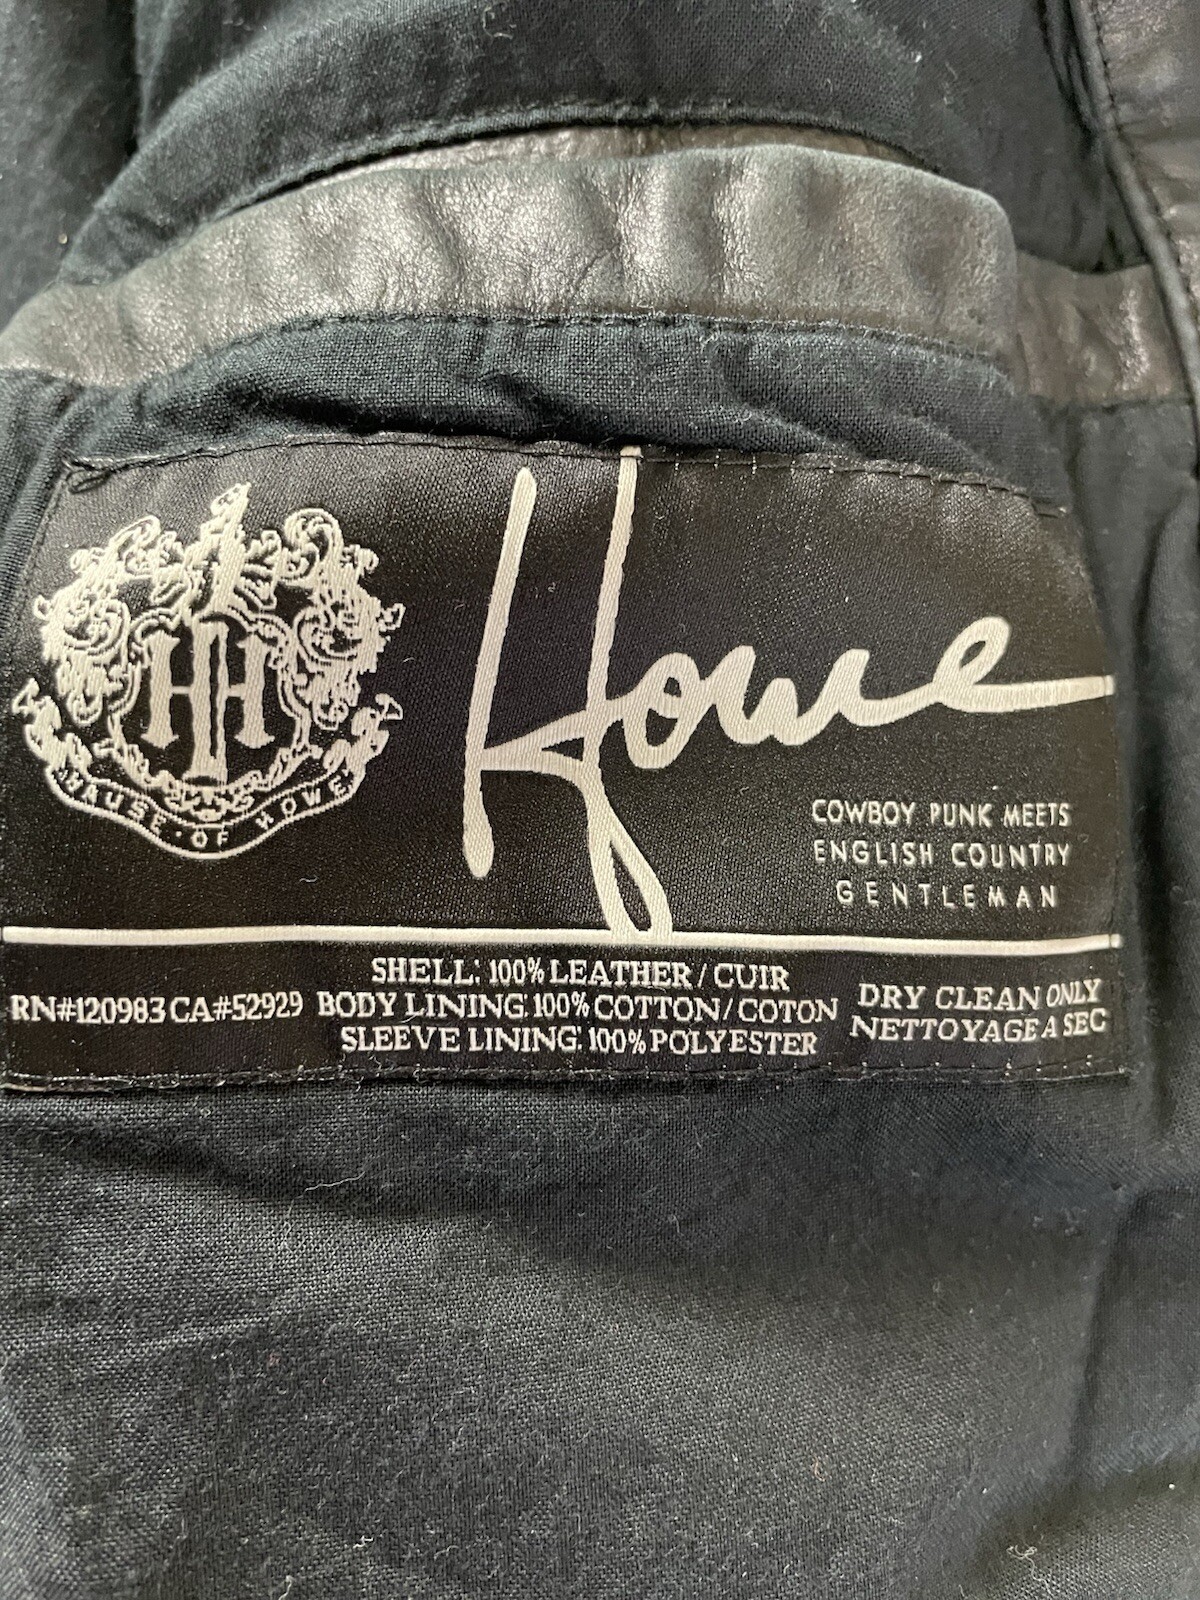 HH
HAUSE · OF HOWE
Howe
COWBOY PUNK MEETS
ENGLISH COUNTRY
GENTLEMAN
SHELL: 100% LEATHER / CUIR
RN#120983 CA#52929 BODY LINING: 100% COTTON/COTON
SLEEVE LINING: 100% POLYESTER
DRY CLEAN ONLY
NETTOYAGE A SEC